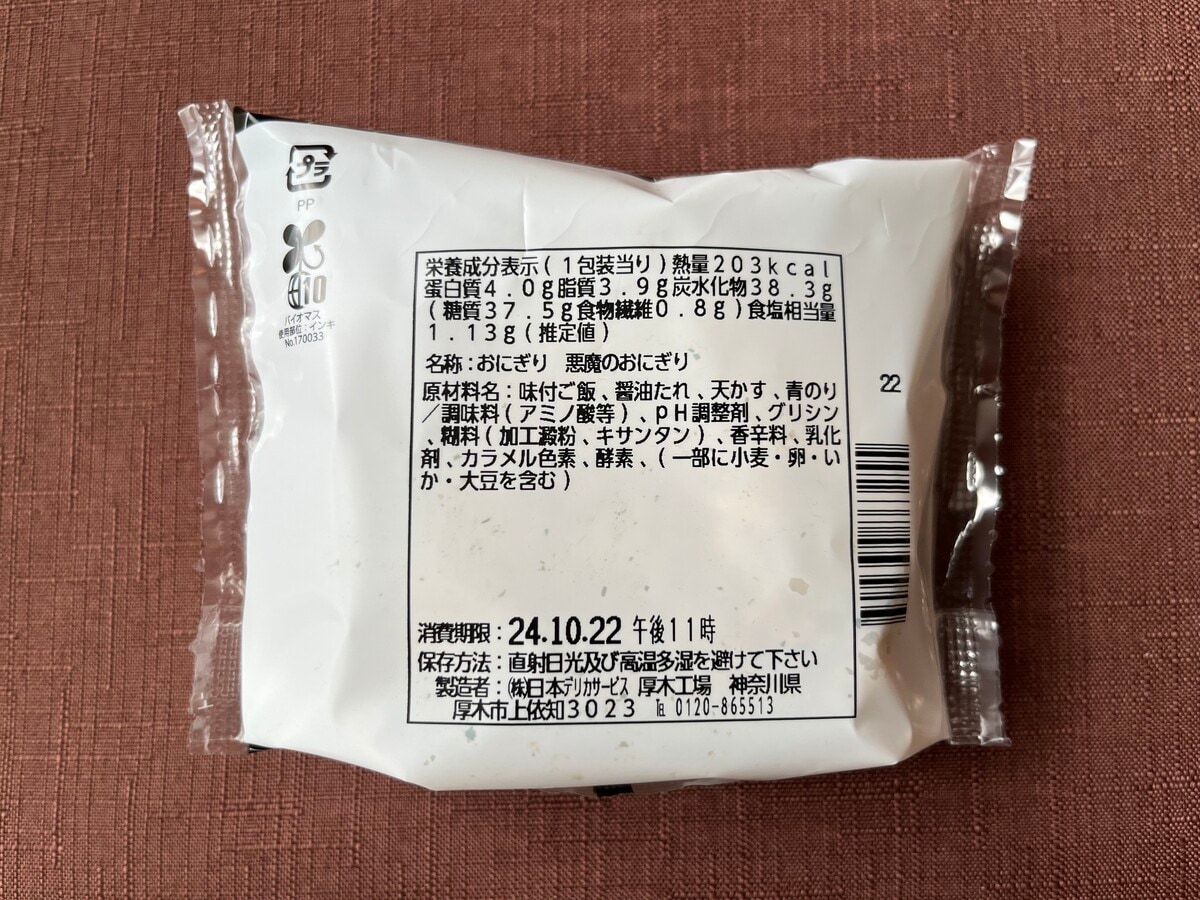 プラ
PP
10
バイオマス
使用部位：インキ
No.170033
栄養成分表示(1包装当り)熱量203kcal
蛋白質4.0g脂質3.9g炭水化物38.3g
(糖質37.5g食物繊維0.8g)食塩相当量
1.13g(推定値)
名称：おにぎり　悪魔のおにぎり
原材料名：味付ご飯、醤油たれ、天かす、青のり
／調味料(アミノ酸等)、pH調整剤、グリシン
、糊料(加工澱粉、キサンタン)、香辛料、乳化
剤、カラメル色素、酵素、(一部に小麦・卵・い
か・大豆を含む)
22
消費期限：24.10.22 午後11時
保存方法：直射日光及び高温多湿を避けて下さい
製造者：㈱日本デリカサービス 厚木工場　神奈川県
厚木市上依知3023　℡ 0120-865513